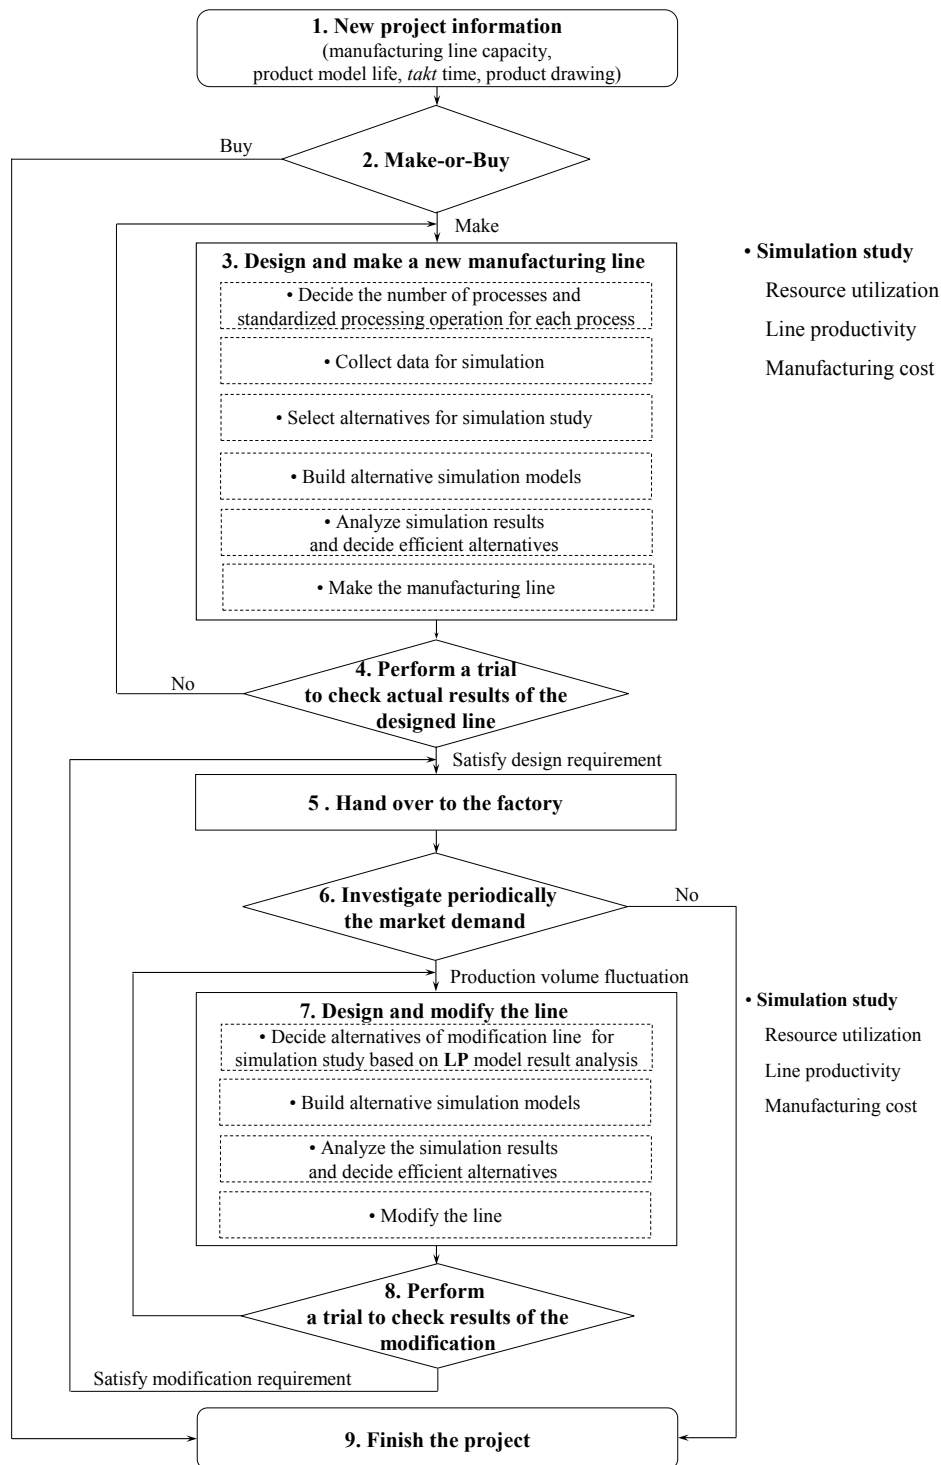 1. New project information
(manufacturing line capacity,
product model life, takt time, product drawing)
Buy
2. Make-or-Buy
Make
3. Design and make a new manufacturing line
• Decide the number of processes and
standardized processing operation for each process
• Collect data for simulation
• Select alternatives for simulation study
• Build alternative simulation models
• Analyze simulation results
and decide efficient alternatives
• Make the manufacturing line
• Simulation study
Resource utilization
Line productivity
Manufacturing cost
4. Perform a trial
to check actual results of the
designed line
No
Satisfy design requirement
5 . Hand over to the factory
6. Investigate periodically
the market demand
No
Production volume fluctuation
7. Design and modify the line
• Decide alternatives of modification line for
simulation study based on LP model result analysis
• Build alternative simulation models
• Analyze the simulation results
and decide efficient alternatives
• Modify the line
• Simulation study
Resource utilization
Line productivity
Manufacturing cost
8. Perform
a trial to check results of the
modification
Satisfy modification requirement
9. Finish the project